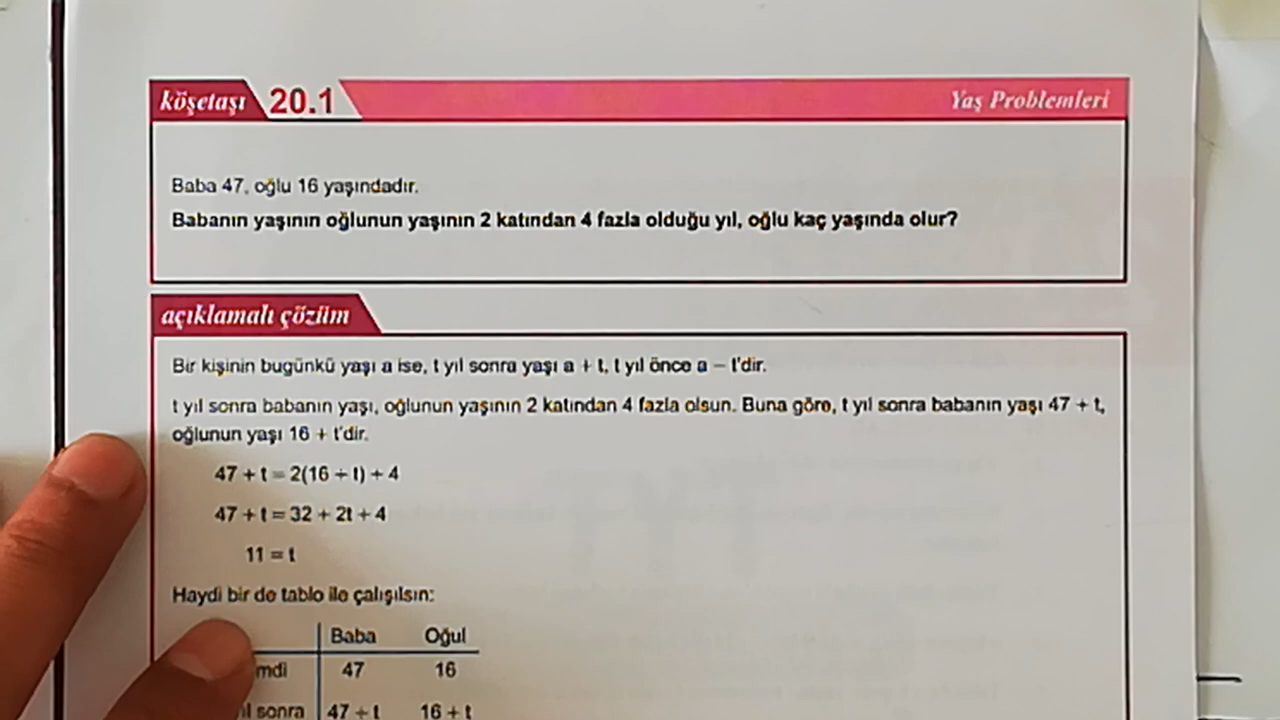 köşetaşı 20.1 Yaş Problemleri
Baba 47, oğlu 16 yaşındadır.
Babanın yaşının oğlunun yaşının 2 katından 4 fazla olduğu yıl, oğlu kaç yaşında olur?
açıklamalı çözüm
Bir kişinin bugünkü yaşı a ise, t yıl sonra yaşı a + t, t yıl önce a – t'dir.
t yıl sonra babanın yaşı, oğlunun yaşının 2 katından 4 fazla olsun. Buna göre, t yıl sonra babanın yaşı 47 + t,
oğlunun yaşı 16 + t'dir.
47 + t = 2(16 + t) + 4
47 + t = 32 + 2t + 4
11 = t
Haydi bir de tablo ile çalışılsın:
Baba Oğul
mdi 47 16
ıl sonra 47 + t 16 + t